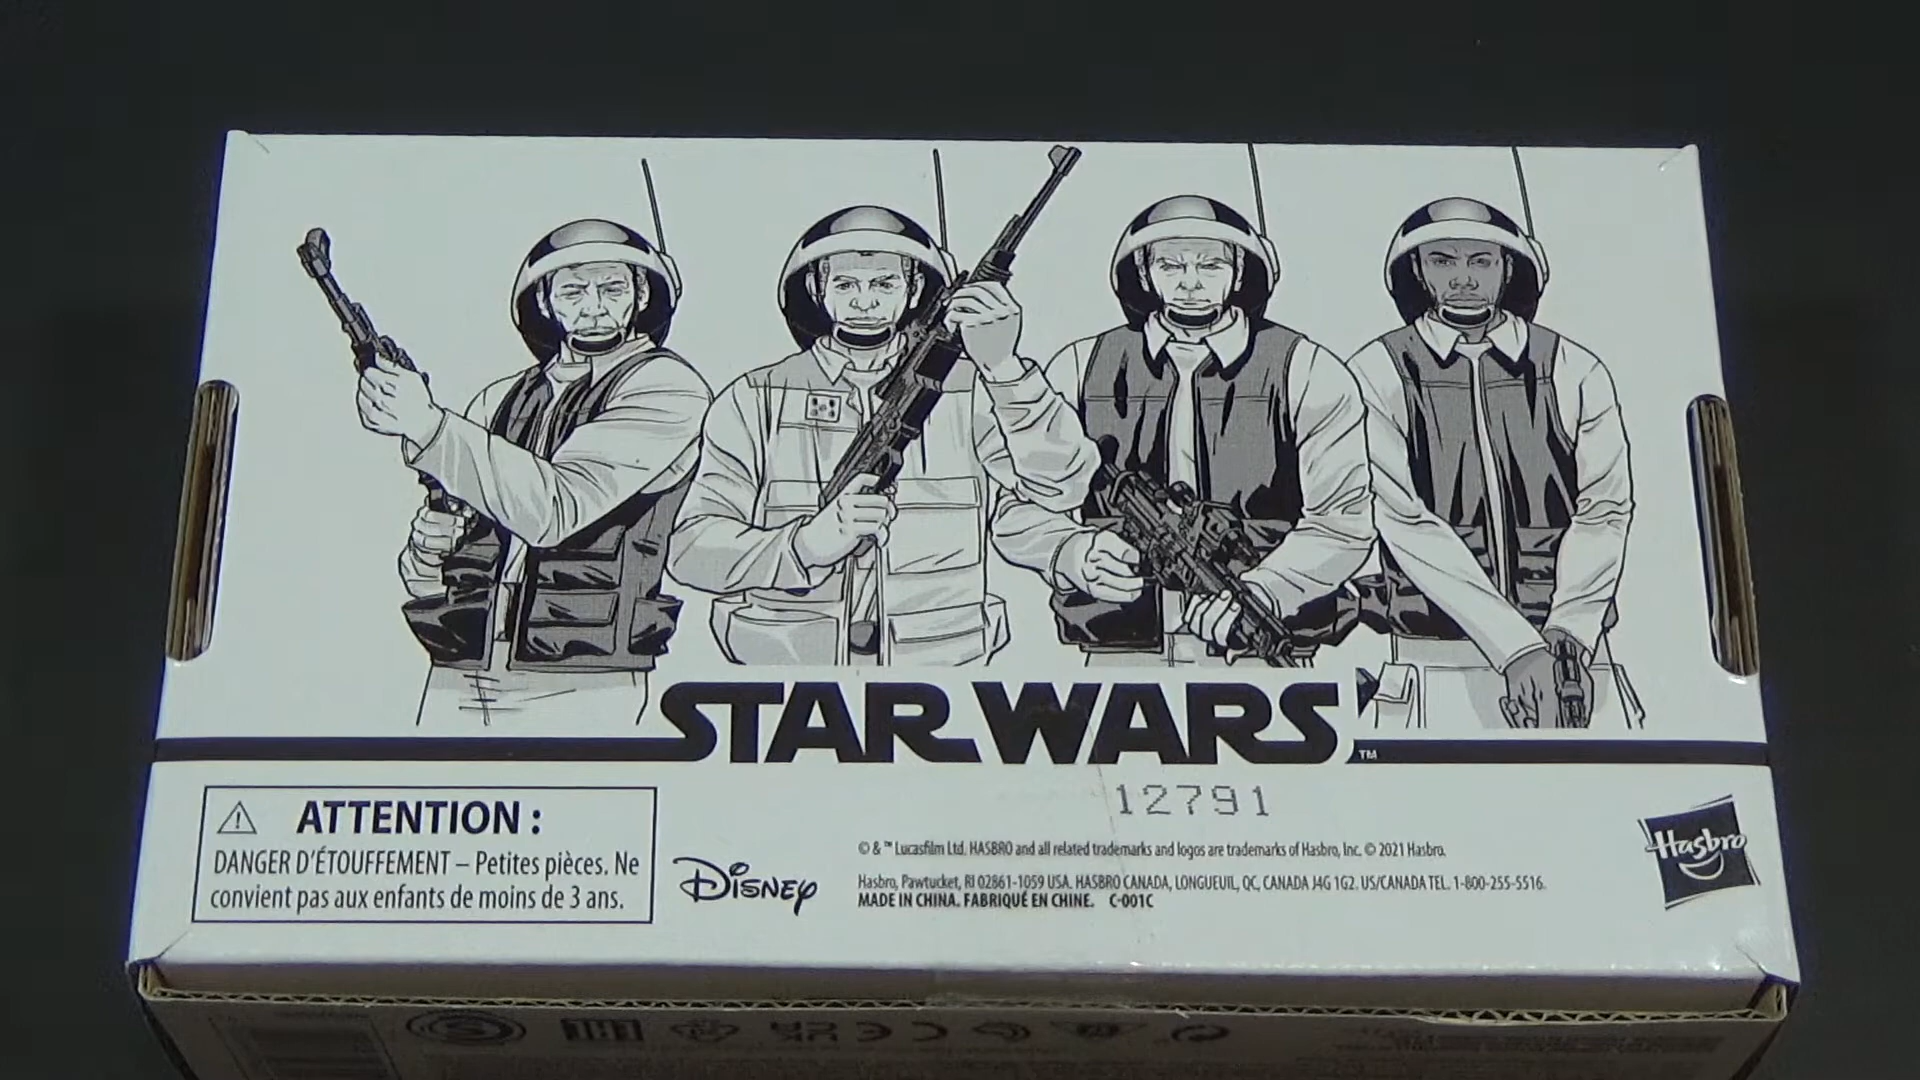 STAR WARS
TM
12791
⚠ ATTENTION :
DANGER D'ÉTOUFFEMENT – Petites pièces. Ne
convient pas aux enfants de moins de 3 ans.
Disney
© & ™ Lucasfilm Ltd. HASBRO and all related trademarks and logos are trademarks of Hasbro, Inc. © 2021 Hasbro.
Hasbro, Pawtucket, RI 02861-1059 USA. HASBRO CANADA, LONGUEUIL, QC, CANADA J4G 1G2. US/CANADA TEL. 1-800-255-5516.
MADE IN CHINA. FABRIQUÉ EN CHINE. C-001C
Hasbro